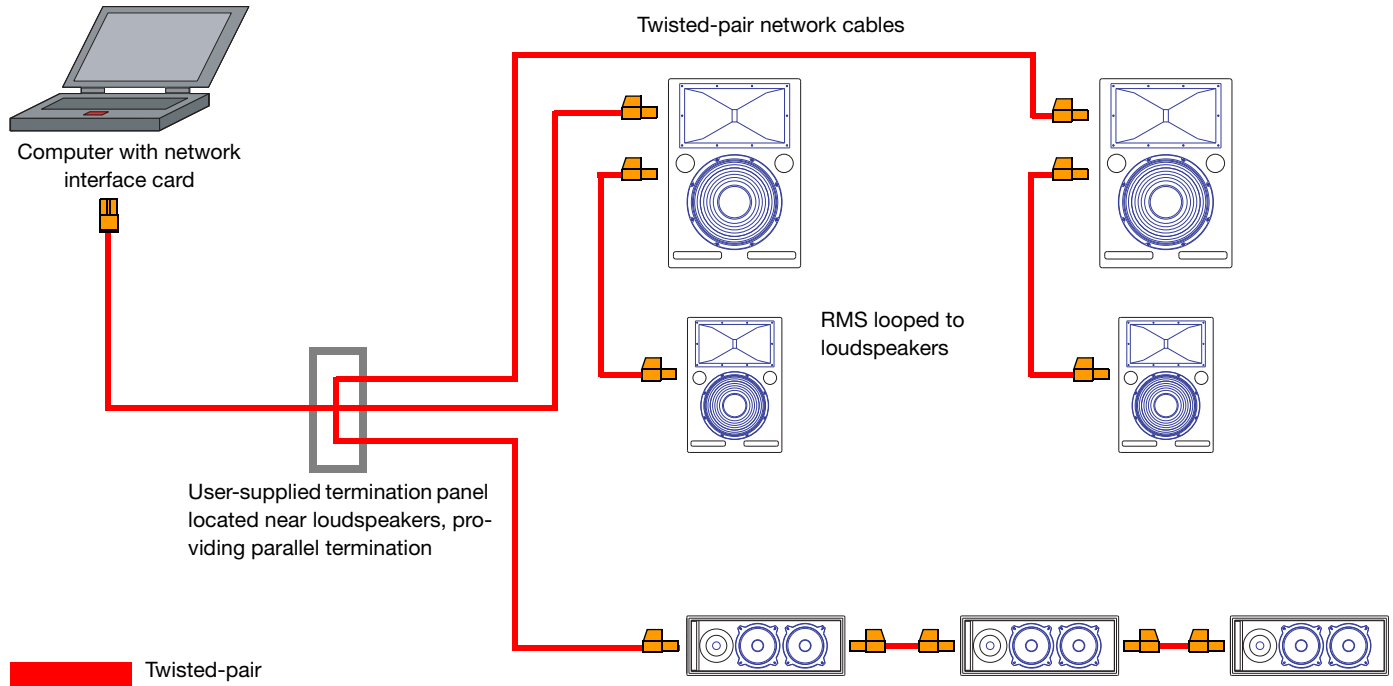 Twisted-pair network cables
Computer with network
interface card
RMS looped to
loudspeakers
User-supplied termination panel
located near loudspeakers, pro-
viding parallel termination
Twisted-pair